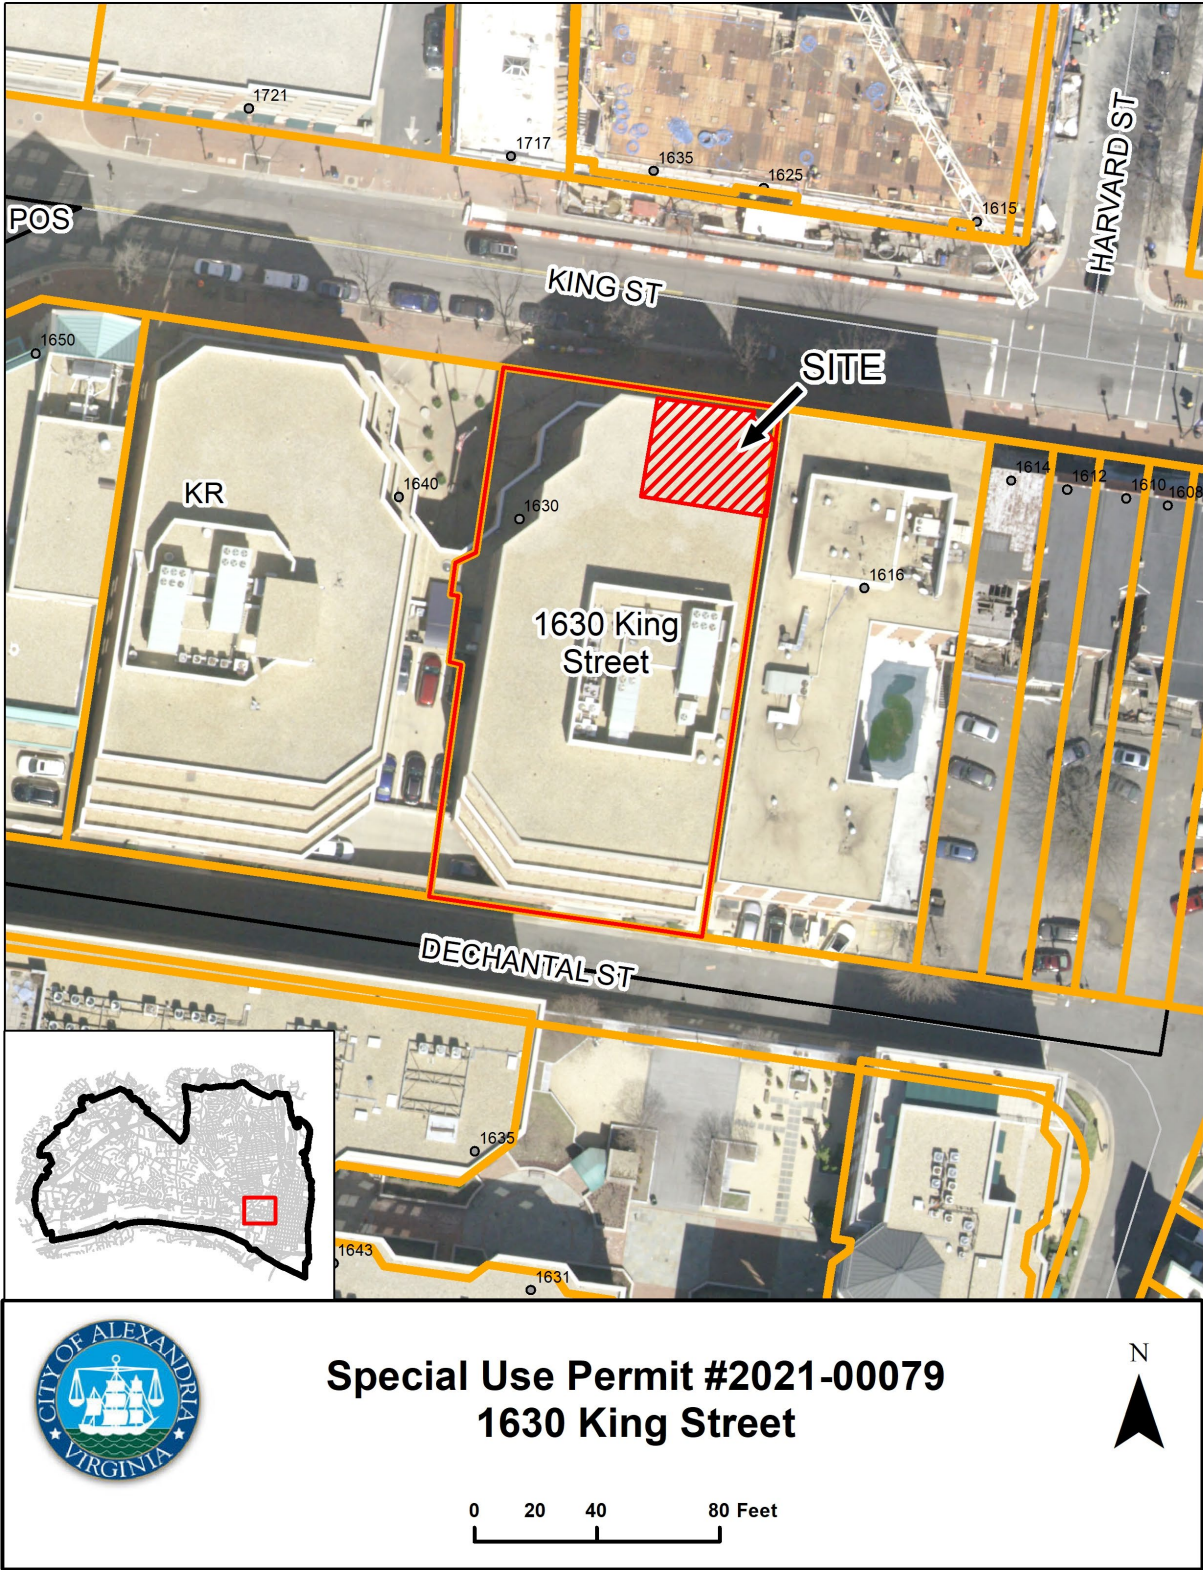 1721
1717
1635
1625
1615
HARVARD ST
POS
KING ST
1650
SITE
KR
1640
1630
1614
1612
1610
1608
1616
1630 King
Street
DECHANTAL ST
1635
1643
1631
CITY OF ALEXANDRIA
VIRGINIA
Special Use Permit #2021-00079
1630 King Street
N
0 20 40 80 Feet